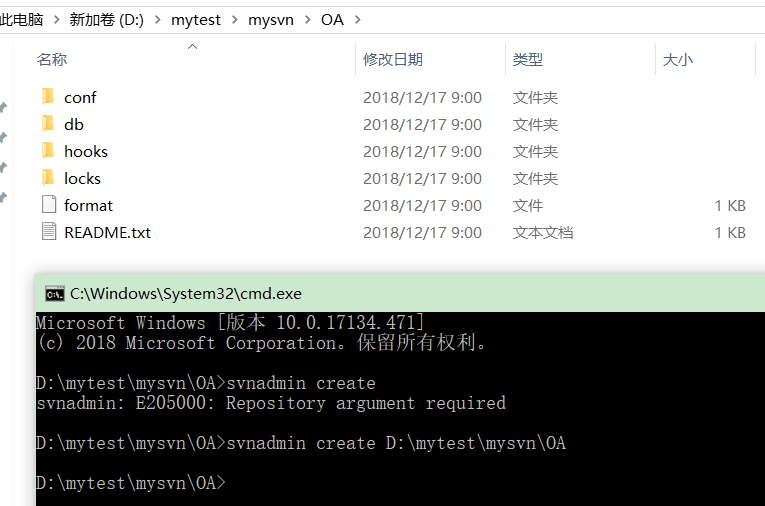 此电脑 > 新加卷 (D:) > mytest > mysvn > OA >
名称 修改日期 类型 大小
conf 2018/12/17 9:00 文件夹
db 2018/12/17 9:00 文件夹
hooks 2018/12/17 9:00 文件夹
locks 2018/12/17 9:00 文件夹
format 2018/12/17 9:00 文件 1 KB
README.txt 2018/12/17 9:00 文本文档 1 KB
C:\. C:\Windows\System32\cmd.exe
Microsoft Windows [版本 10.0.17134.471]
(c) 2018 Microsoft Corporation。保留所有权利。
D:\mytest\mysvn\OA>svnadmin create
svnadmin: E205000: Repository argument required
D:\mytest\mysvn\OA>svnadmin create D:\mytest\mysvn\OA
D:\mytest\mysvn\OA>